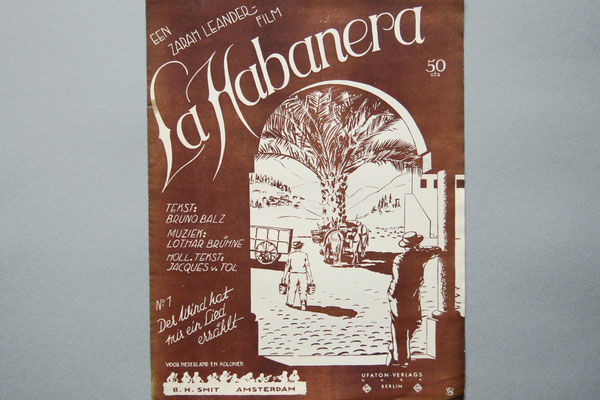 EEN
ZARAH LEANDER-
FILM
La Habanera
50
cts
TEKST:
BRUNO BALZ
MUZIEK:
LOTHAR BRÜHNE
HOLL. TEKST:
JACQUES v. TOL
No 1
Der Wind hat
mir ein Lied
erzählt
VOOR NEDERLAND EN KOLONIËN
B. H. SMIT AMSTERDAM
UFATON-VERLAGS
BERLIN